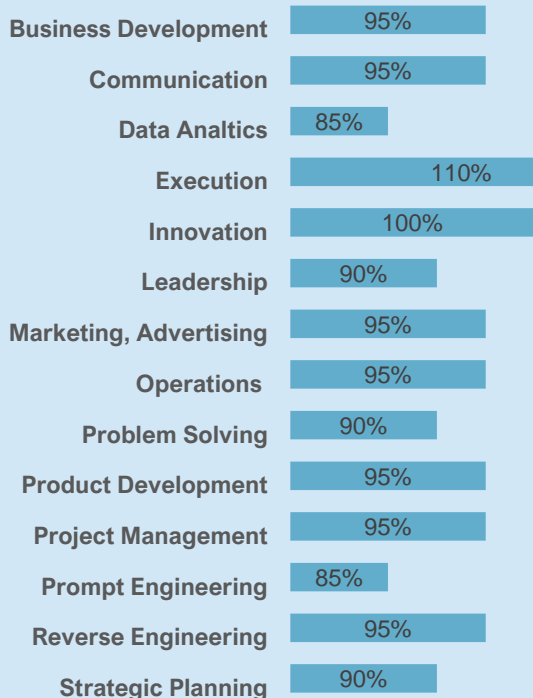 Business Development 95%
Communication 95%
Data Analtics 85%
Execution 110%
Innovation 100%
Leadership 90%
Marketing, Advertising 95%
Operations 95%
Problem Solving 90%
Product Development 95%
Project Management 95%
Prompt Engineering 85%
Reverse Engineering 95%
Strategic Planning 90%